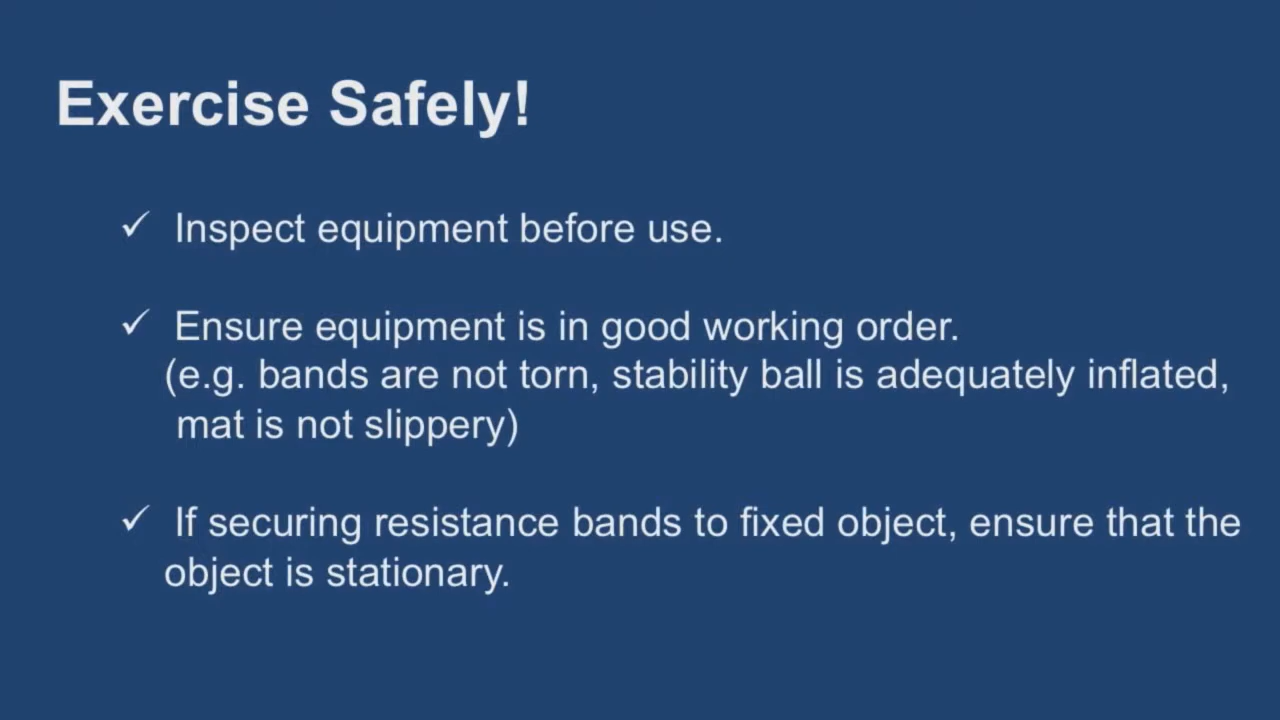 Exercise Safely!
✓ Inspect equipment before use.
✓ Ensure equipment is in good working order.
(e.g. bands are not torn, stability ball is adequately inflated,
mat is not slippery)
✓ If securing resistance bands to fixed object, ensure that the
object is stationary.